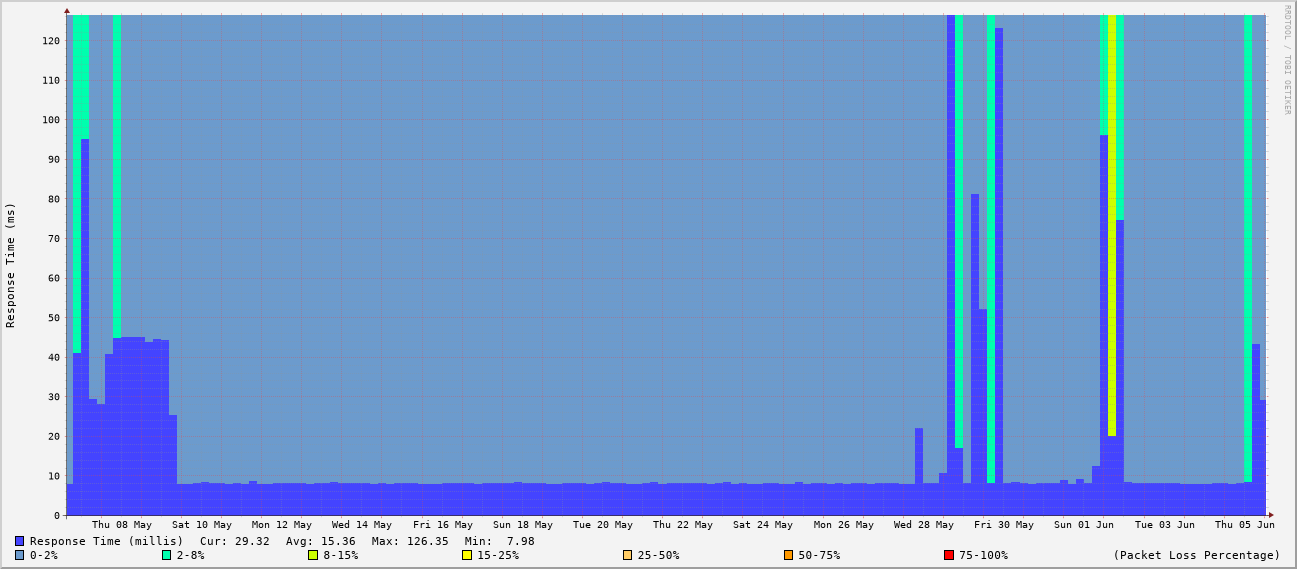 RRDTOOL / TOBI OETIKER
Response Time (ms)
120
110
100
90
80
70
60
50
40
30
20
10
0
Thu 08 May Sat 10 May Mon 12 May Wed 14 May Fri 16 May Sun 18 May Tue 20 May Thu 22 May Sat 24 May Mon 26 May Wed 28 May Fri 30 May Sun 01 Jun Tue 03 Jun Thu 05 Jun
Response Time (millis) Cur: 29.32 Avg: 15.36 Max: 126.35 Min: 7.98
0-2% 2-8% 8-15% 15-25% 25-50% 50-75% 75-100% (Packet Loss Percentage)